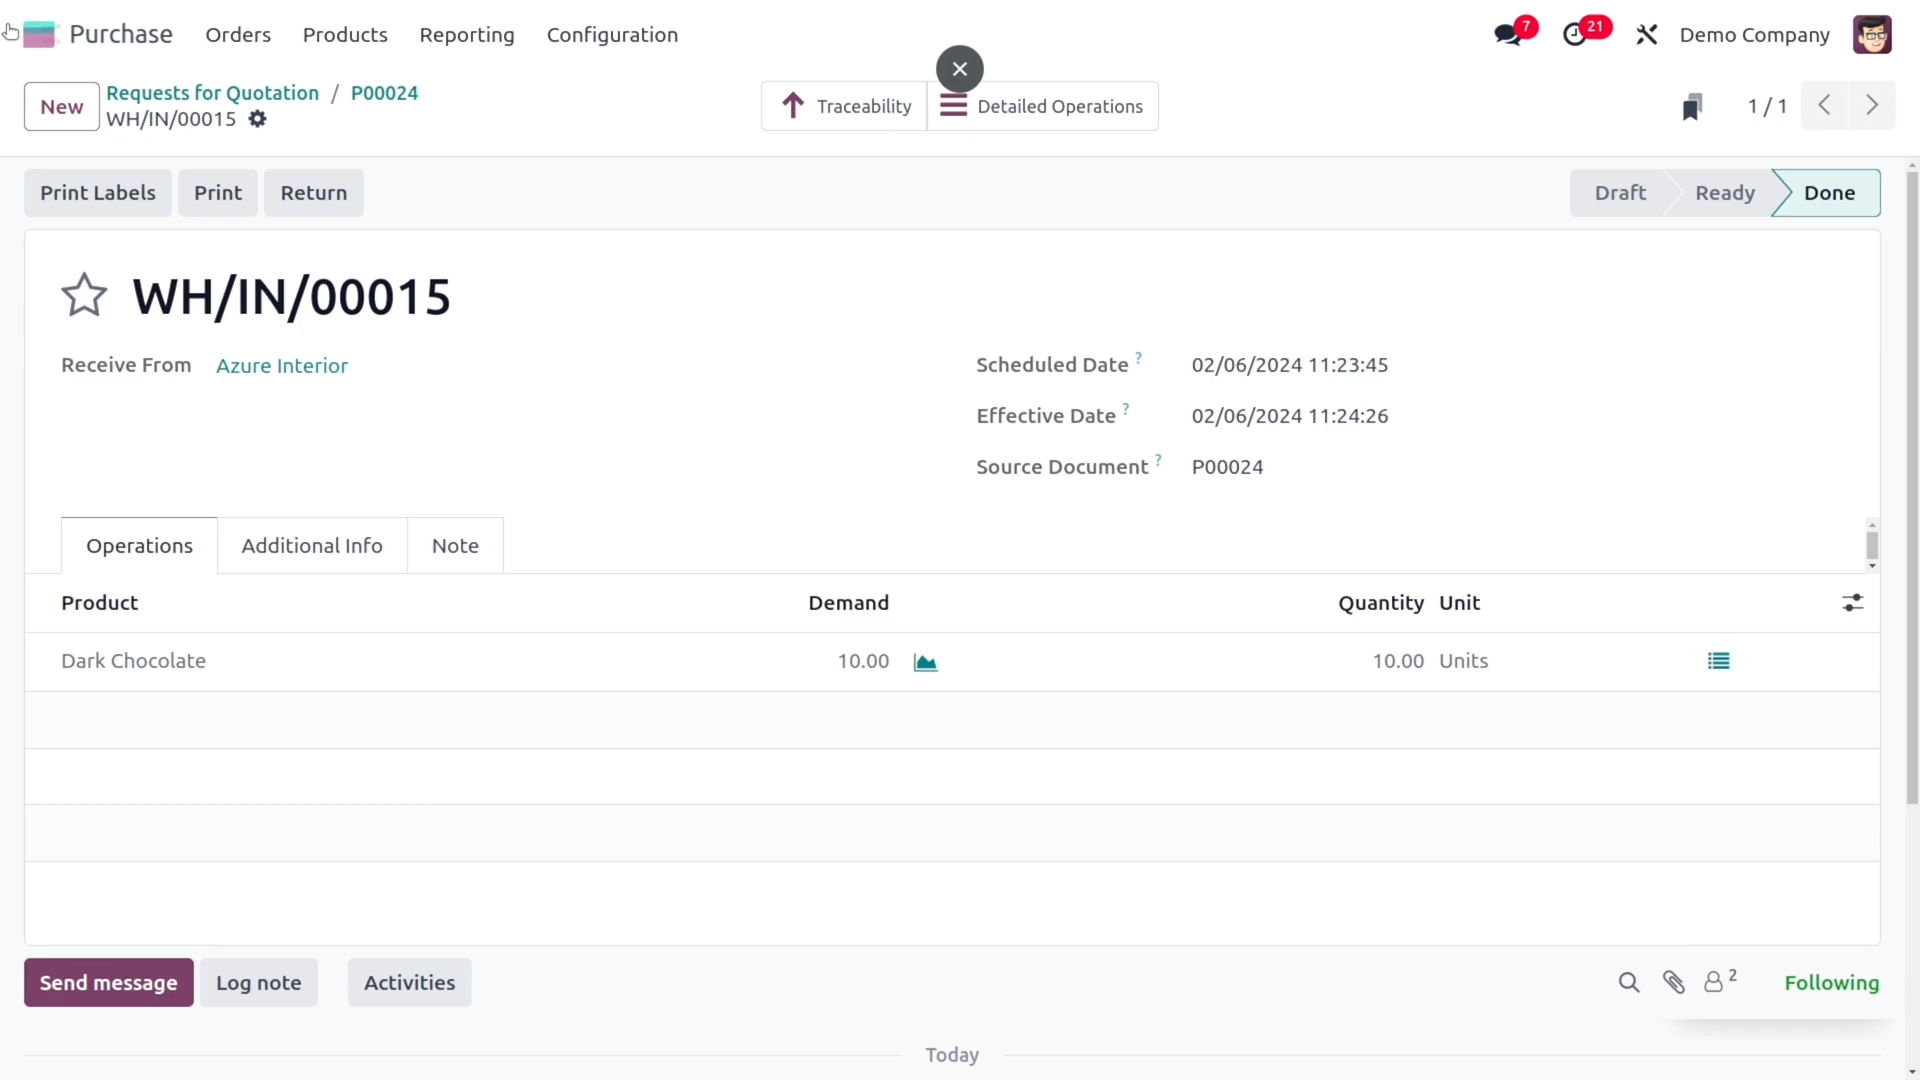 Purchase Orders Products Reporting Configuration 7 21 Demo Company
New Requests for Quotation / P00024
WH/IN/00015
Traceability Detailed Operations 1 / 1
Print Labels Print Return Draft Ready Done
WH/IN/00015
Receive From Azure Interior
Scheduled Date ? 02/06/2024 11:23:45
Effective Date ? 02/06/2024 11:24:26
Source Document ? P00024
Operations Additional Info Note
Product Demand Quantity Unit
Dark Chocolate 10.00 10.00 Units
Send message Log note Activities 2 Following
Today